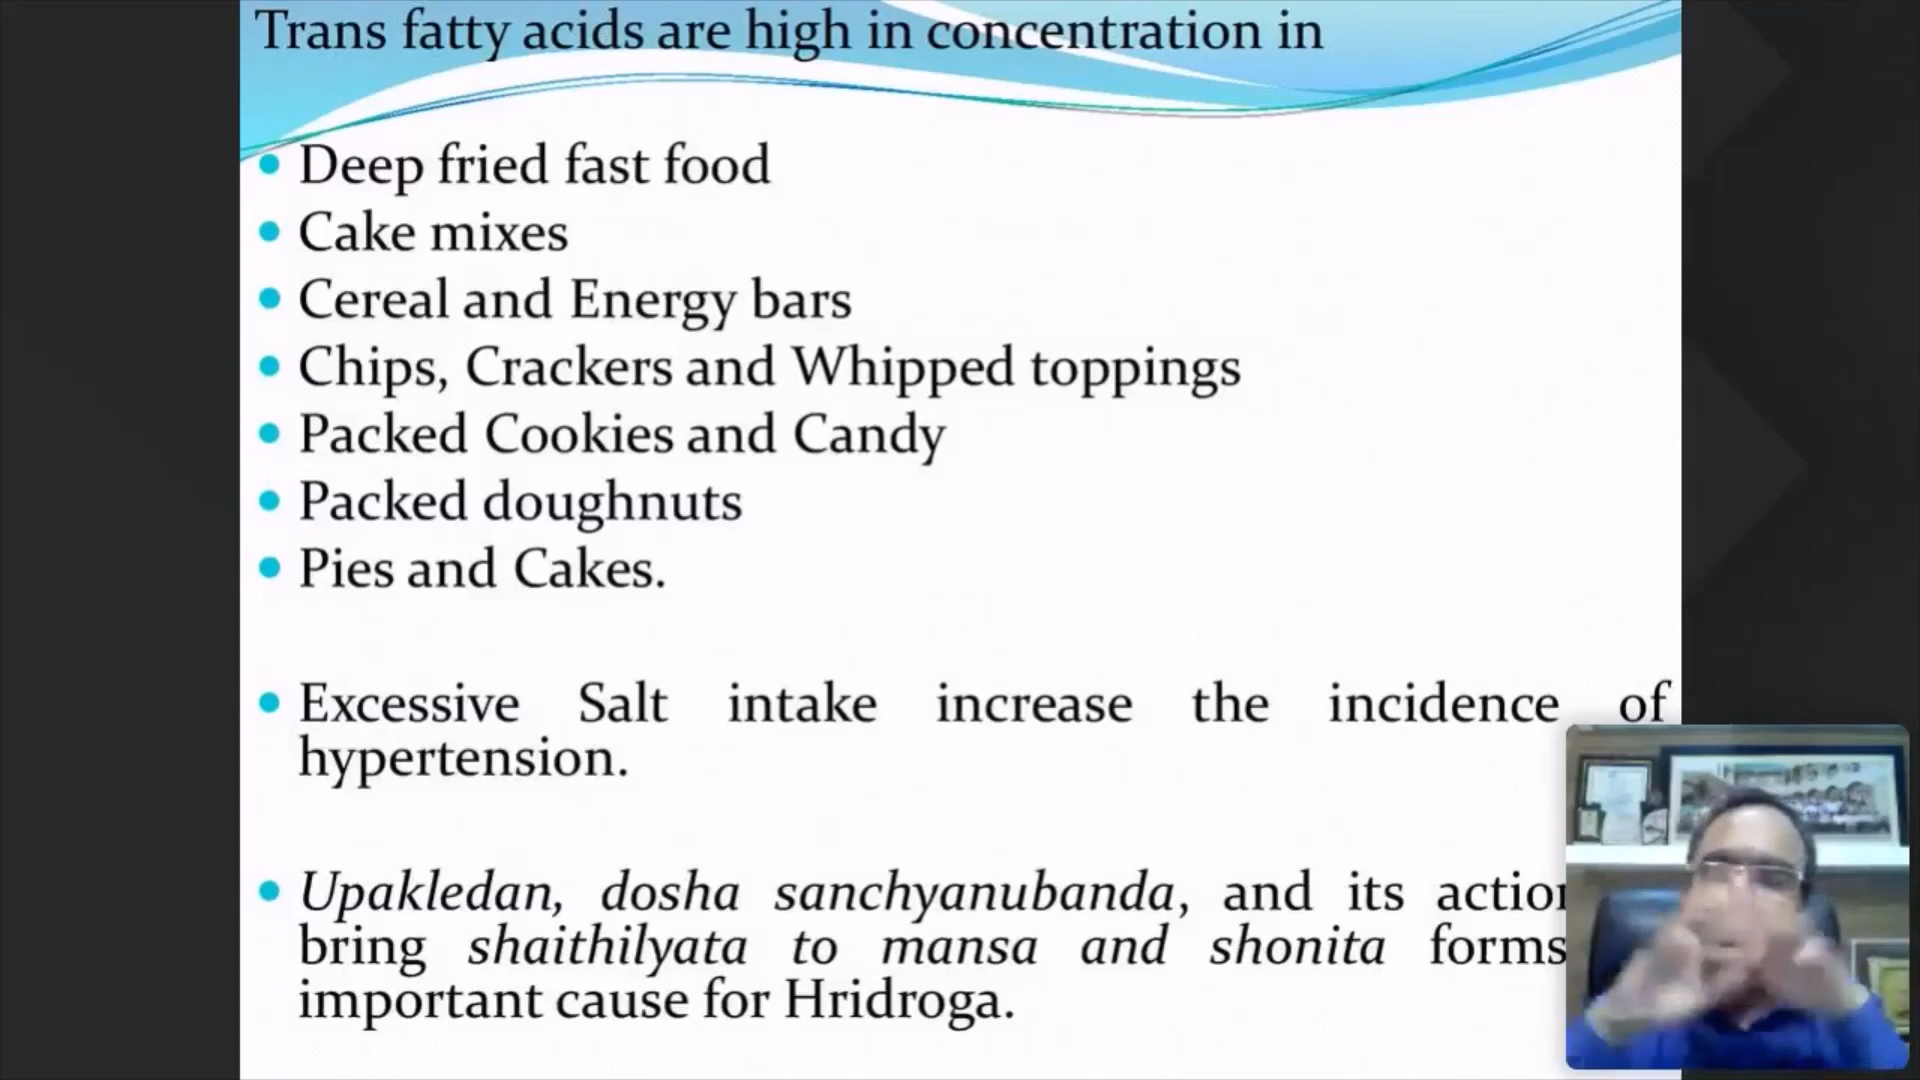 Trans fatty acids are high in concentration in
Deep fried fast food
Cake mixes
Cereal and Energy bars
Chips, Crackers and Whipped toppings
Packed Cookies and Candy
Packed doughnuts
Pies and Cakes.
Excessive Salt intake increase the incidence of
hypertension.
Upakledan, dosha sanchyanubanda, and its
bring shaithilyata to mansa and shonita forms
important cause for Hridroga.